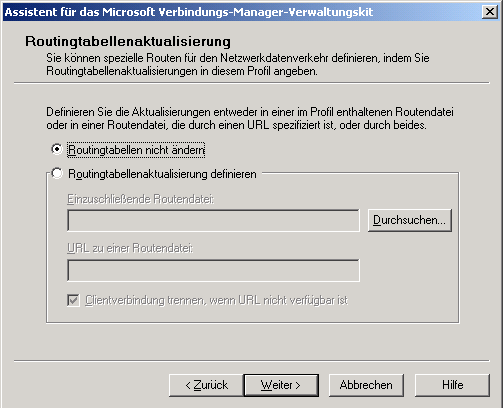 Assistent für das Microsoft Verbindungs-Manager-Verwaltungskit
Routingtabellenaktualisierung
Sie können spezielle Routen für den Netzwerkdatenverkehr definieren, indem Sie
Routingtabellenaktualisierungen in diesem Profil angeben.
Definieren Sie die Aktualisierungen entweder in einer im Profil enthaltenen Routendatei
oder in einer Routendatei, die durch einen URL spezifiziert ist, oder durch beides.
Routingtabellen nicht ändern
Routingtabellenaktualisierung definieren
Einzuschließende Routendatei:
Durchsuchen...
URL zu einer Routendatei:
Clientverbindung trennen, wenn URL nicht verfügbar ist
< Zurück
Weiter >
Abbrechen
Hilfe